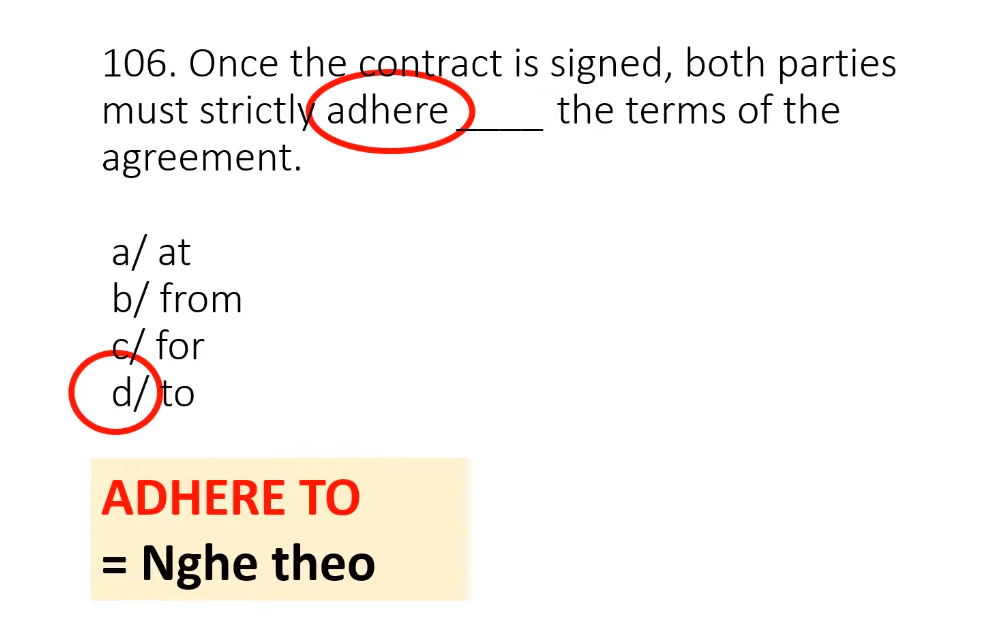 106. Once the contract is signed, both parties
must strictly adhere ____ the terms of the
agreement.
a/ at
b/ from
c/ for
d/ to
ADHERE TO
= Nghe theo